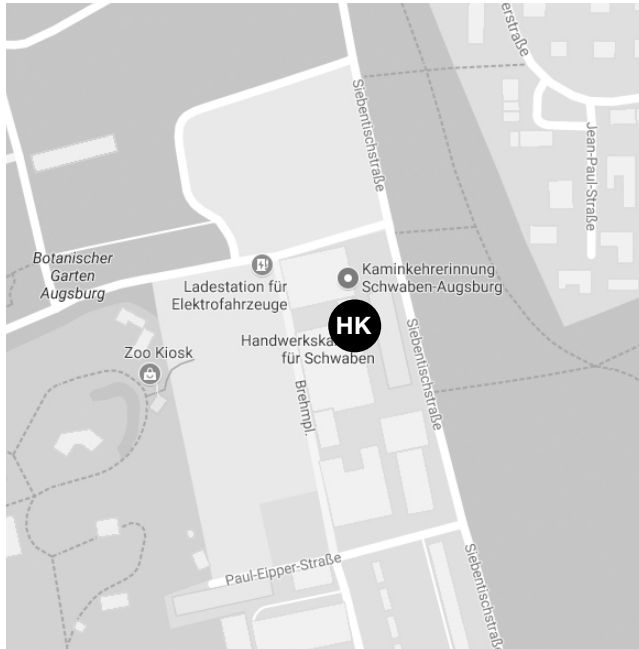 erstraße
Siebentischstraße
Jean-Paul-Straße
Botanischer
Garten
Augsburg
Ladestation für
Elektrofahrzeuge
Kaminkehrerinnung
Schwaben-Augsburg
HK
Handwerkska
für Schwaben
Zoo Kiosk
Siebentischstraße
Brehmpl.
Paul-Eipper-Straße
Siebentischstraße